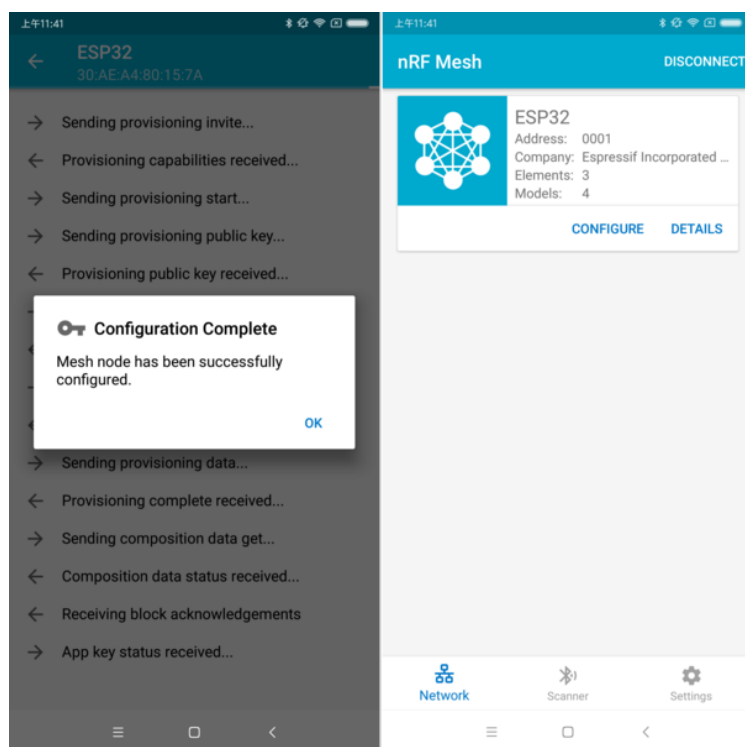 上午11:41
ESP32
30:AE:A4:80:15:7A
Sending provisioning invite...
Provisioning capabilities received...
Sending provisioning start...
Sending provisioning public key...
Provisioning public key received...
Configuration Complete
Mesh node has been successfully
configured.
OK
Sending provisioning data...
Provisioning complete received...
Sending composition data get...
Composition data status received...
Receiving block acknowledgements
App key status received...
上午11:41
nRF Mesh
DISCONNECT
ESP32
Address: 0001
Company: Espressif Incorporated ...
Elements: 3
Models: 4
CONFIGURE DETAILS
Network Scanner Settings